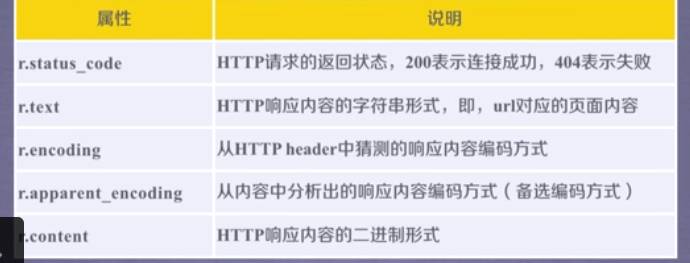 属性 说明
r.status_code HTTP请求的返回状态，200表示连接成功，404表示失败
r.text HTTP响应内容的字符串形式，即，url对应的页面内容
r.encoding 从HTTP header中猜测的响应内容编码方式
r.apparent_encoding 从内容中分析出的响应内容编码方式（备选编码方式）
r.content HTTP响应内容的二进制形式